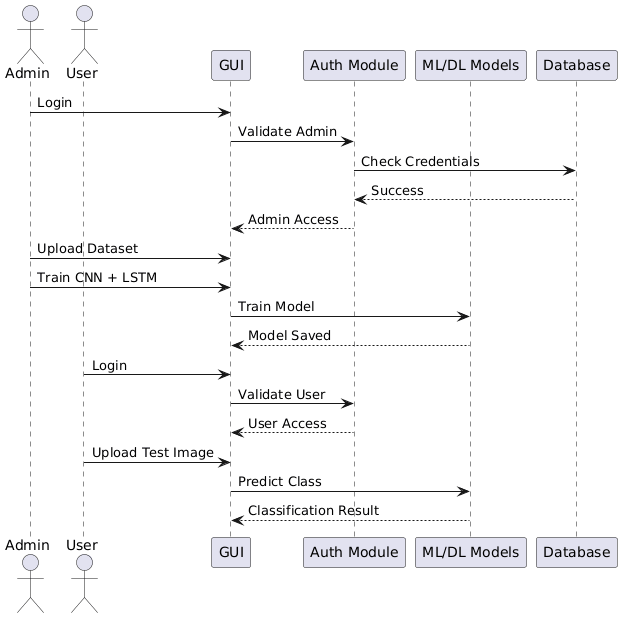 Admin
User
GUI
Auth Module
ML/DL Models
Database
Login
Validate Admin
Check Credentials
Success
Admin Access
Upload Dataset
Train CNN + LSTM
Train Model
Model Saved
Login
Validate User
User Access
Upload Test Image
Predict Class
Classification Result
Admin
User
GUI
Auth Module
ML/DL Models
Database